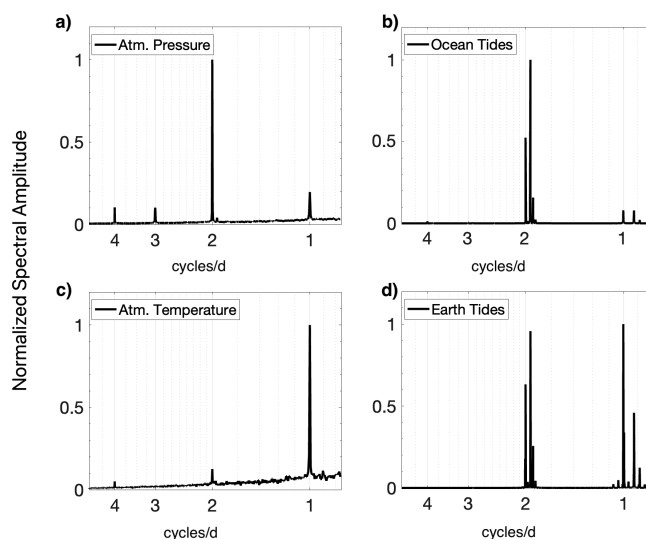 a)
Atm. Pressure
1
0.5
0
4 3 2 1
cycles/d
b)
Ocean Tides
1
0.5
0
4 3 2 1
cycles/d
Normalized Spectral Amplitude
c)
Atm. Temperature
1
0.5
0
4 3 2 1
cycles/d
d)
Earth Tides
1
0.5
0
4 3 2 1
cycles/d